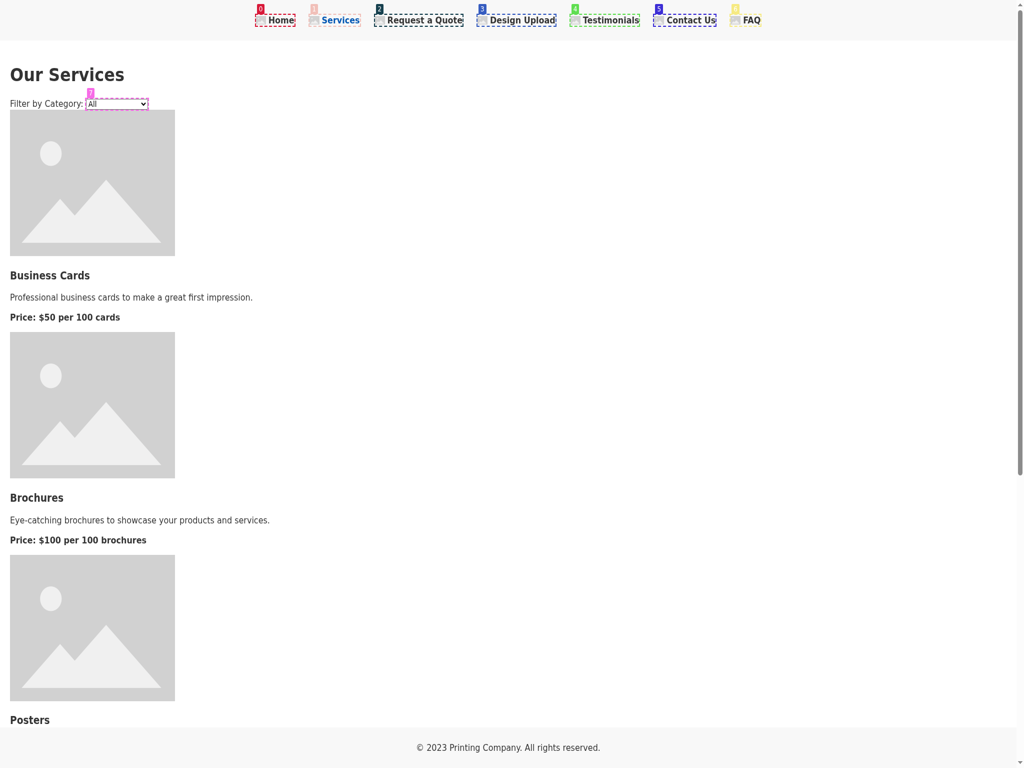 0 1 2 3 4 5 6
Home Services Request a Quote Design Upload Testimonials Contact Us FAQ
Our Services
7
Filter by Category: All
Business Cards
Professional business cards to make a great first impression.
Price: $50 per 100 cards
Brochures
Eye-catching brochures to showcase your products and services.
Price: $100 per 100 brochures
Posters
© 2023 Printing Company. All rights reserved.